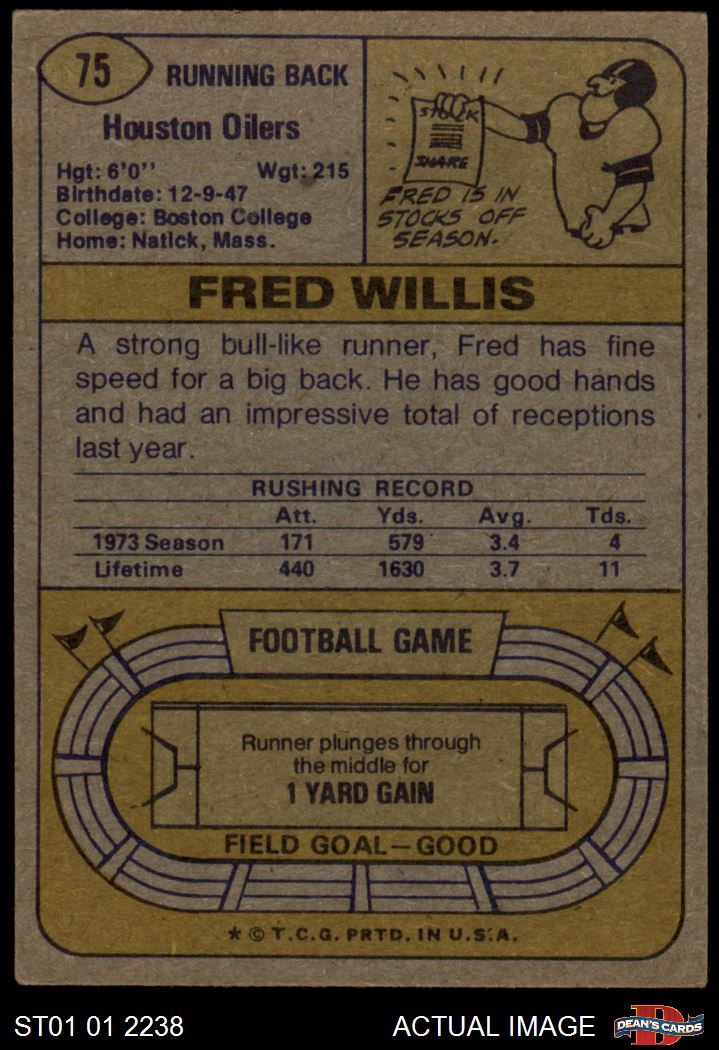 75
RUNNING BACK
Houston Oilers
Hgt: 6'0'' Wgt: 215
Birthdate: 12-9-47
College: Boston College
Home: Natick, Mass.
STOCK
SHARE
FRED IS IN
STOCKS OFF
SEASON.
FRED WILLIS
A strong bull-like runner, Fred has fine
speed for a big back. He has good hands
and had an impressive total of receptions
last year.
RUSHING RECORD
Att. Yds. Avg. Tds.
1973 Season 171 579 3.4 4
Lifetime 440 1630 3.7 11
FOOTBALL GAME
Runner plunges through
the middle for
1 YARD GAIN
FIELD GOAL—GOOD
* © T.C.G. PRTD. IN U.S.A.
ST01 01 2238 ACTUAL IMAGE
D
DEAN'S CARDS